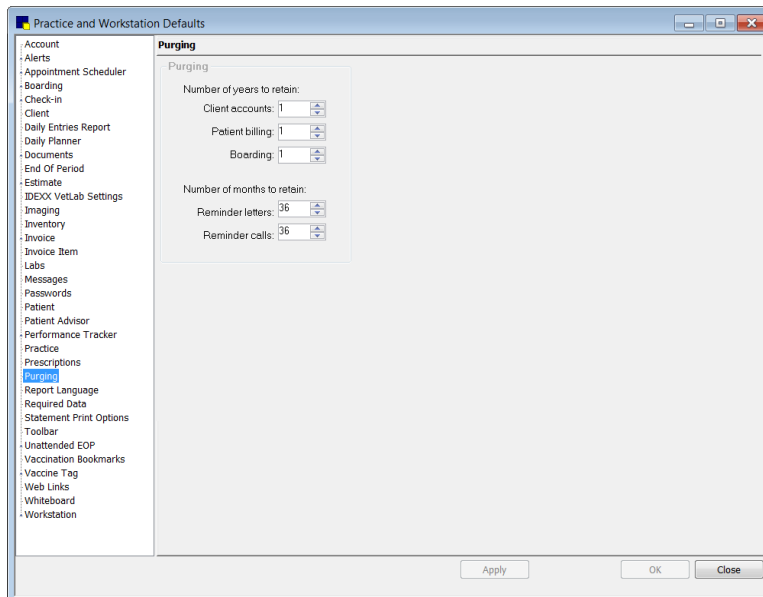 Practice and Workstation Defaults
Account
Alerts
Appointment Scheduler
Boarding
Check-in
Client
Daily Entries Report
Daily Planner
Documents
End Of Period
Estimate
IDEXX VetLab Settings
Imaging
Inventory
Invoice
Invoice Item
Labs
Messages
Passwords
Patient
Patient Advisor
Performance Tracker
Practice
Prescriptions
Purging
Report Language
Required Data
Statement Print Options
Toolbar
Unattended EOP
Vaccination Bookmarks
Vaccine Tag
Web Links
Whiteboard
Workstation
Purging
Purging
Number of years to retain:
Client accounts: 1
Patient billing: 1
Boarding: 1
Number of months to retain:
Reminder letters: 36
Reminder calls: 36
Apply OK Close